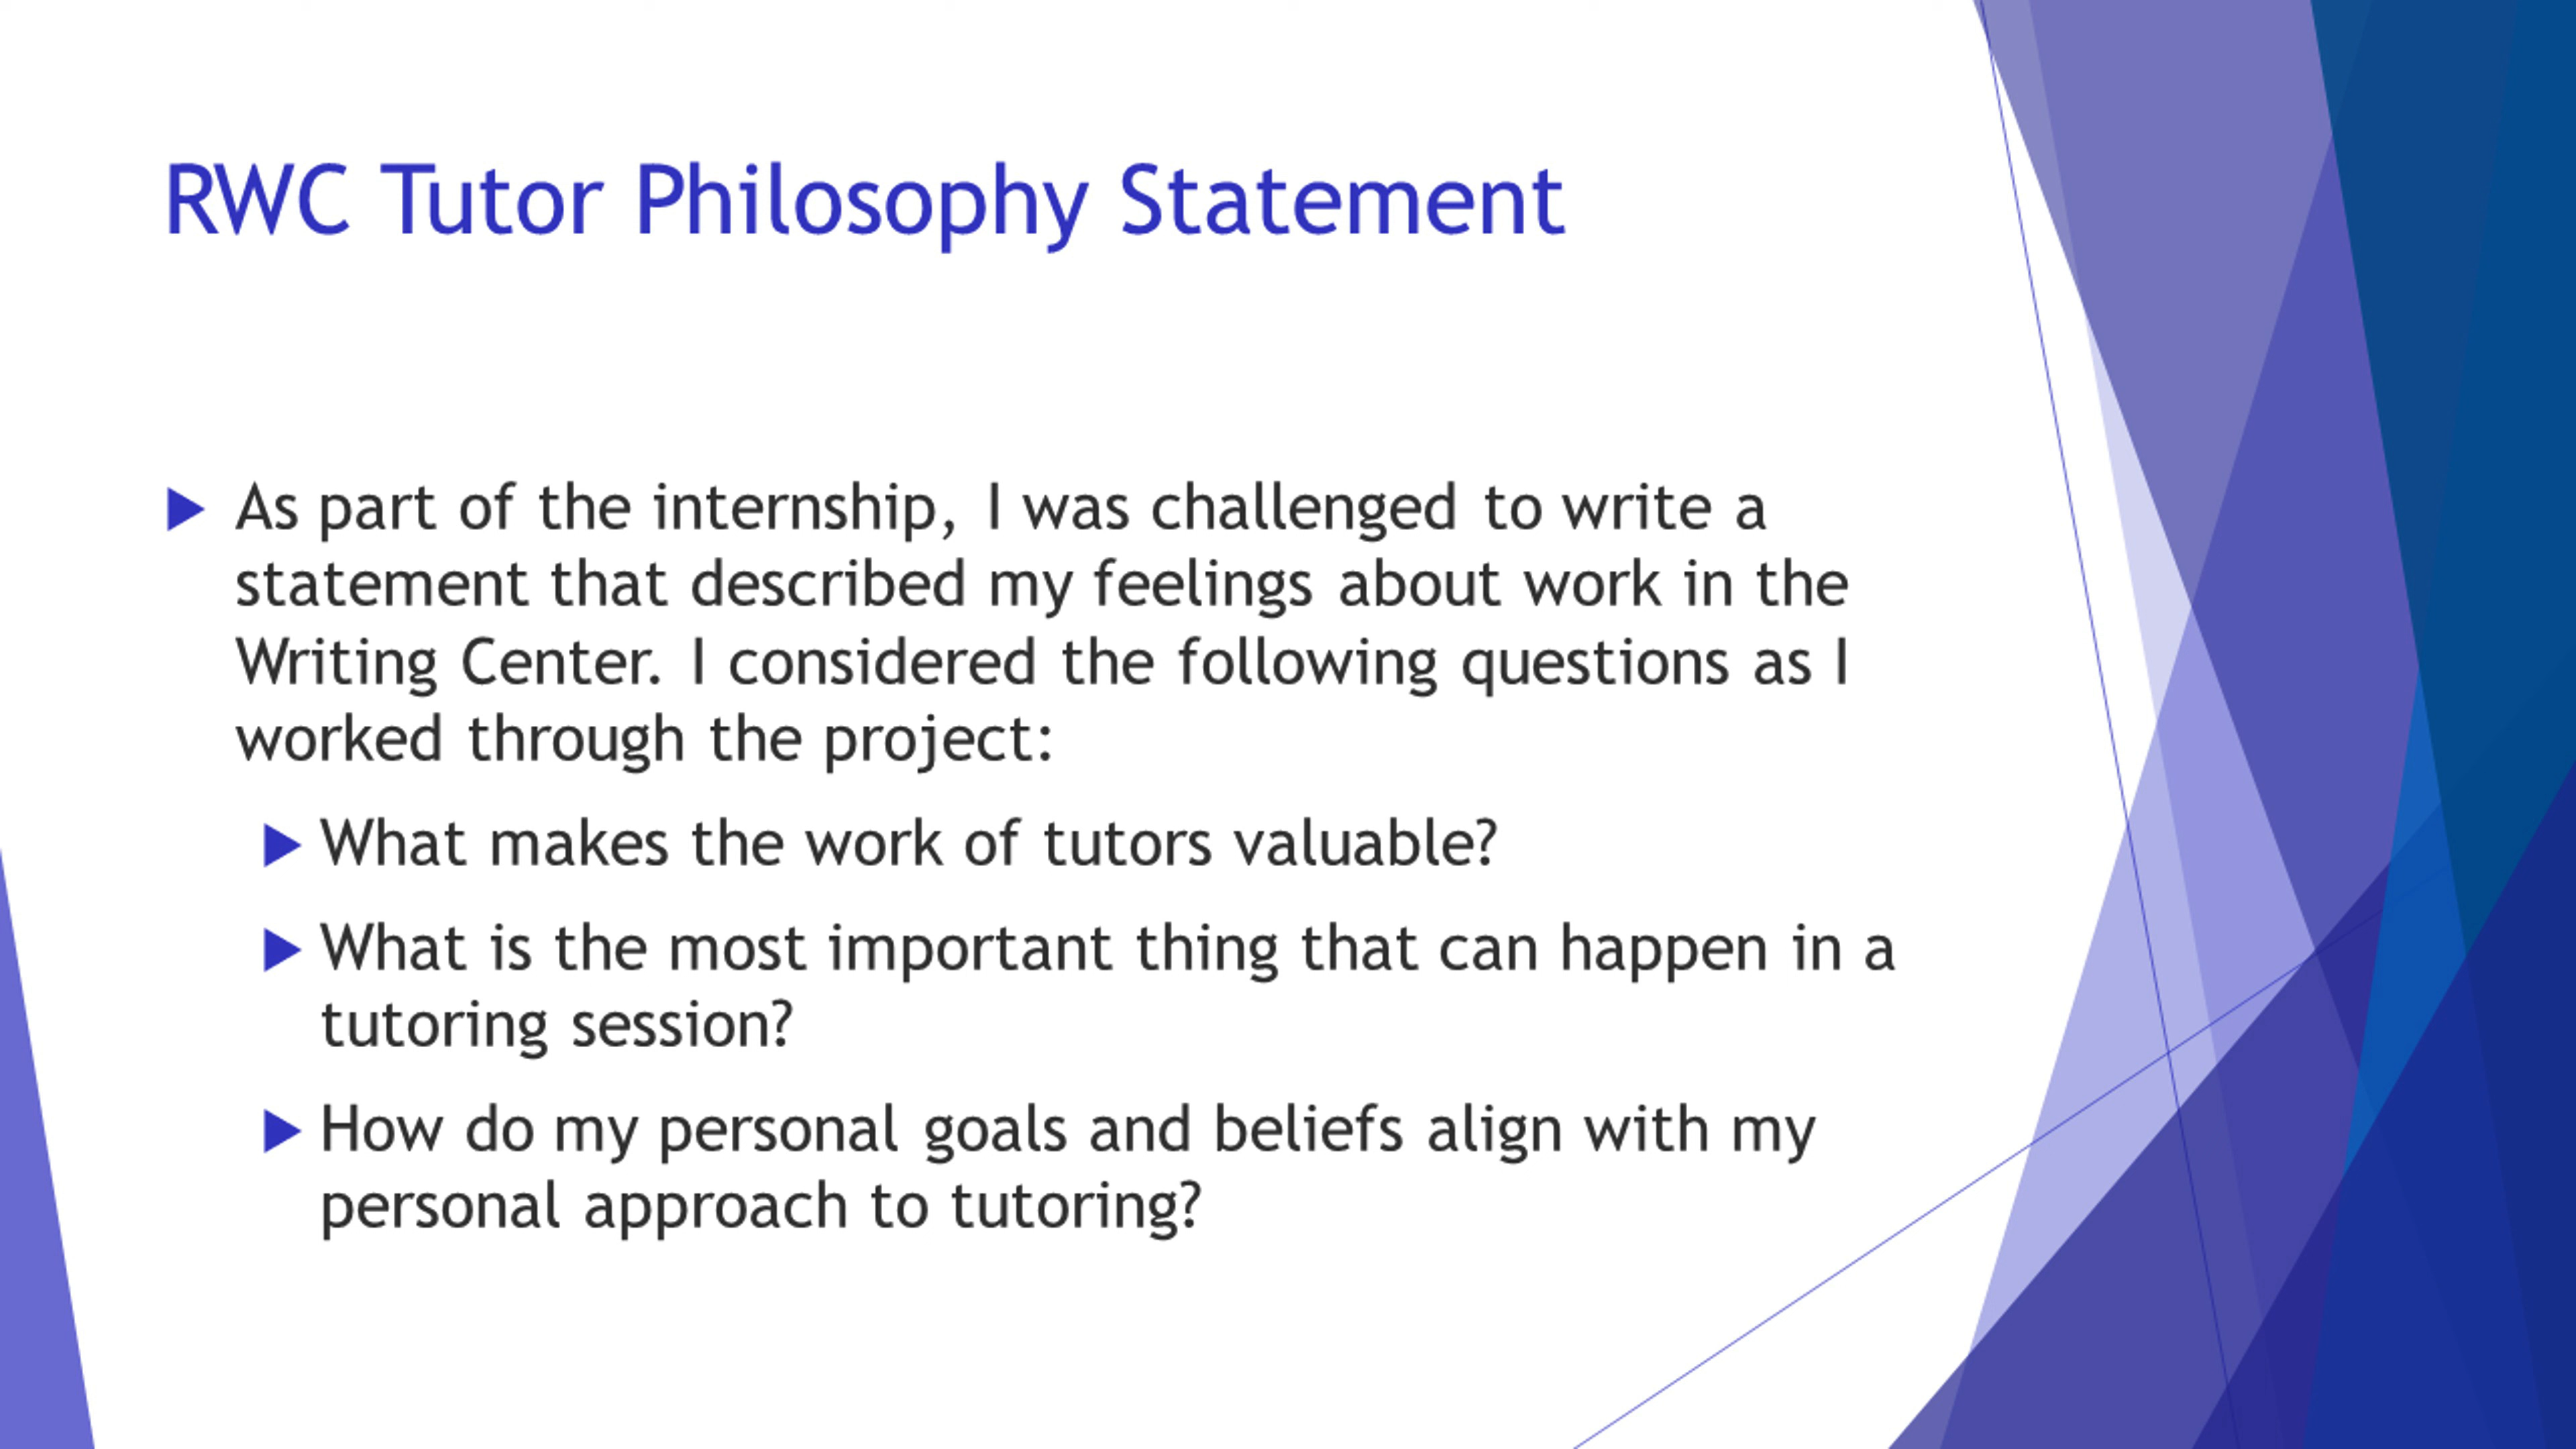 RWC Tutor Philosophy Statement
As part of the internship, I was challenged to write a
statement that described my feelings about work in the
Writing Center. I considered the following questions as I
worked through the project:
What makes the work of tutors valuable?
What is the most important thing that can happen in a
tutoring session?
How do my personal goals and beliefs align with my
personal approach to tutoring?